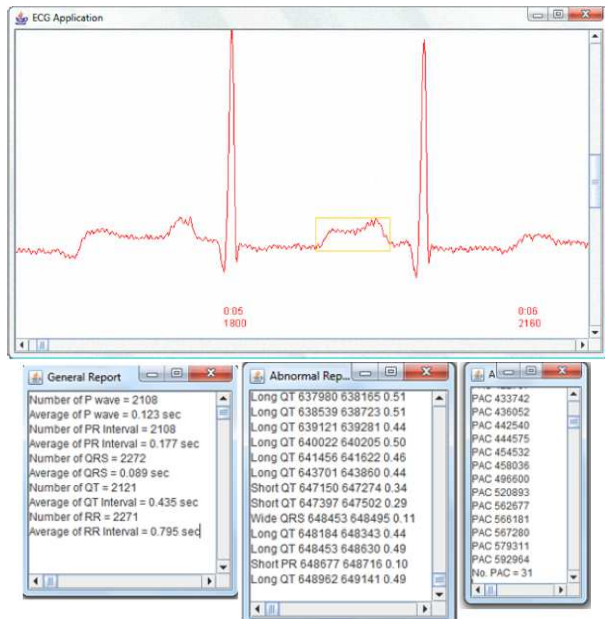 ECG Application
0:05
0:06
1800
2160
General Report
Number of P wave = 2108
Average of P wave = 0.123 sec
Number of PR Interval = 2108
Average of PR Interval = 0.177 sec
Number of QRS = 2272
Average of QRS = 0.089 sec
Number of QT = 2121
Average of QT Interval = 0.435 sec
Number of RR = 2271
Average of RR Interval = 0.795 sec
Abnormal Rep...
Long QT 637980 638165 0.51
Long QT 638539 638723 0.51
Long QT 639121 639281 0.44
Long QT 640022 640205 0.50
Long QT 641456 641622 0.46
Long QT 643701 643860 0.44
Short QT 647150 647274 0.34
Short QT 647397 647502 0.29
Wide QRS 648453 648495 0.11
Long QT 648184 648343 0.44
Long QT 648453 648630 0.49
Short PR 648677 648716 0.10
Long QT 648962 649141 0.49
A
PAC 433742
PAC 436052
PAC 442540
PAC 444575
PAC 454532
PAC 458036
PAC 496600
PAC 520893
PAC 562677
PAC 566181
PAC 567280
PAC 579311
PAC 592964
No. PAC = 31